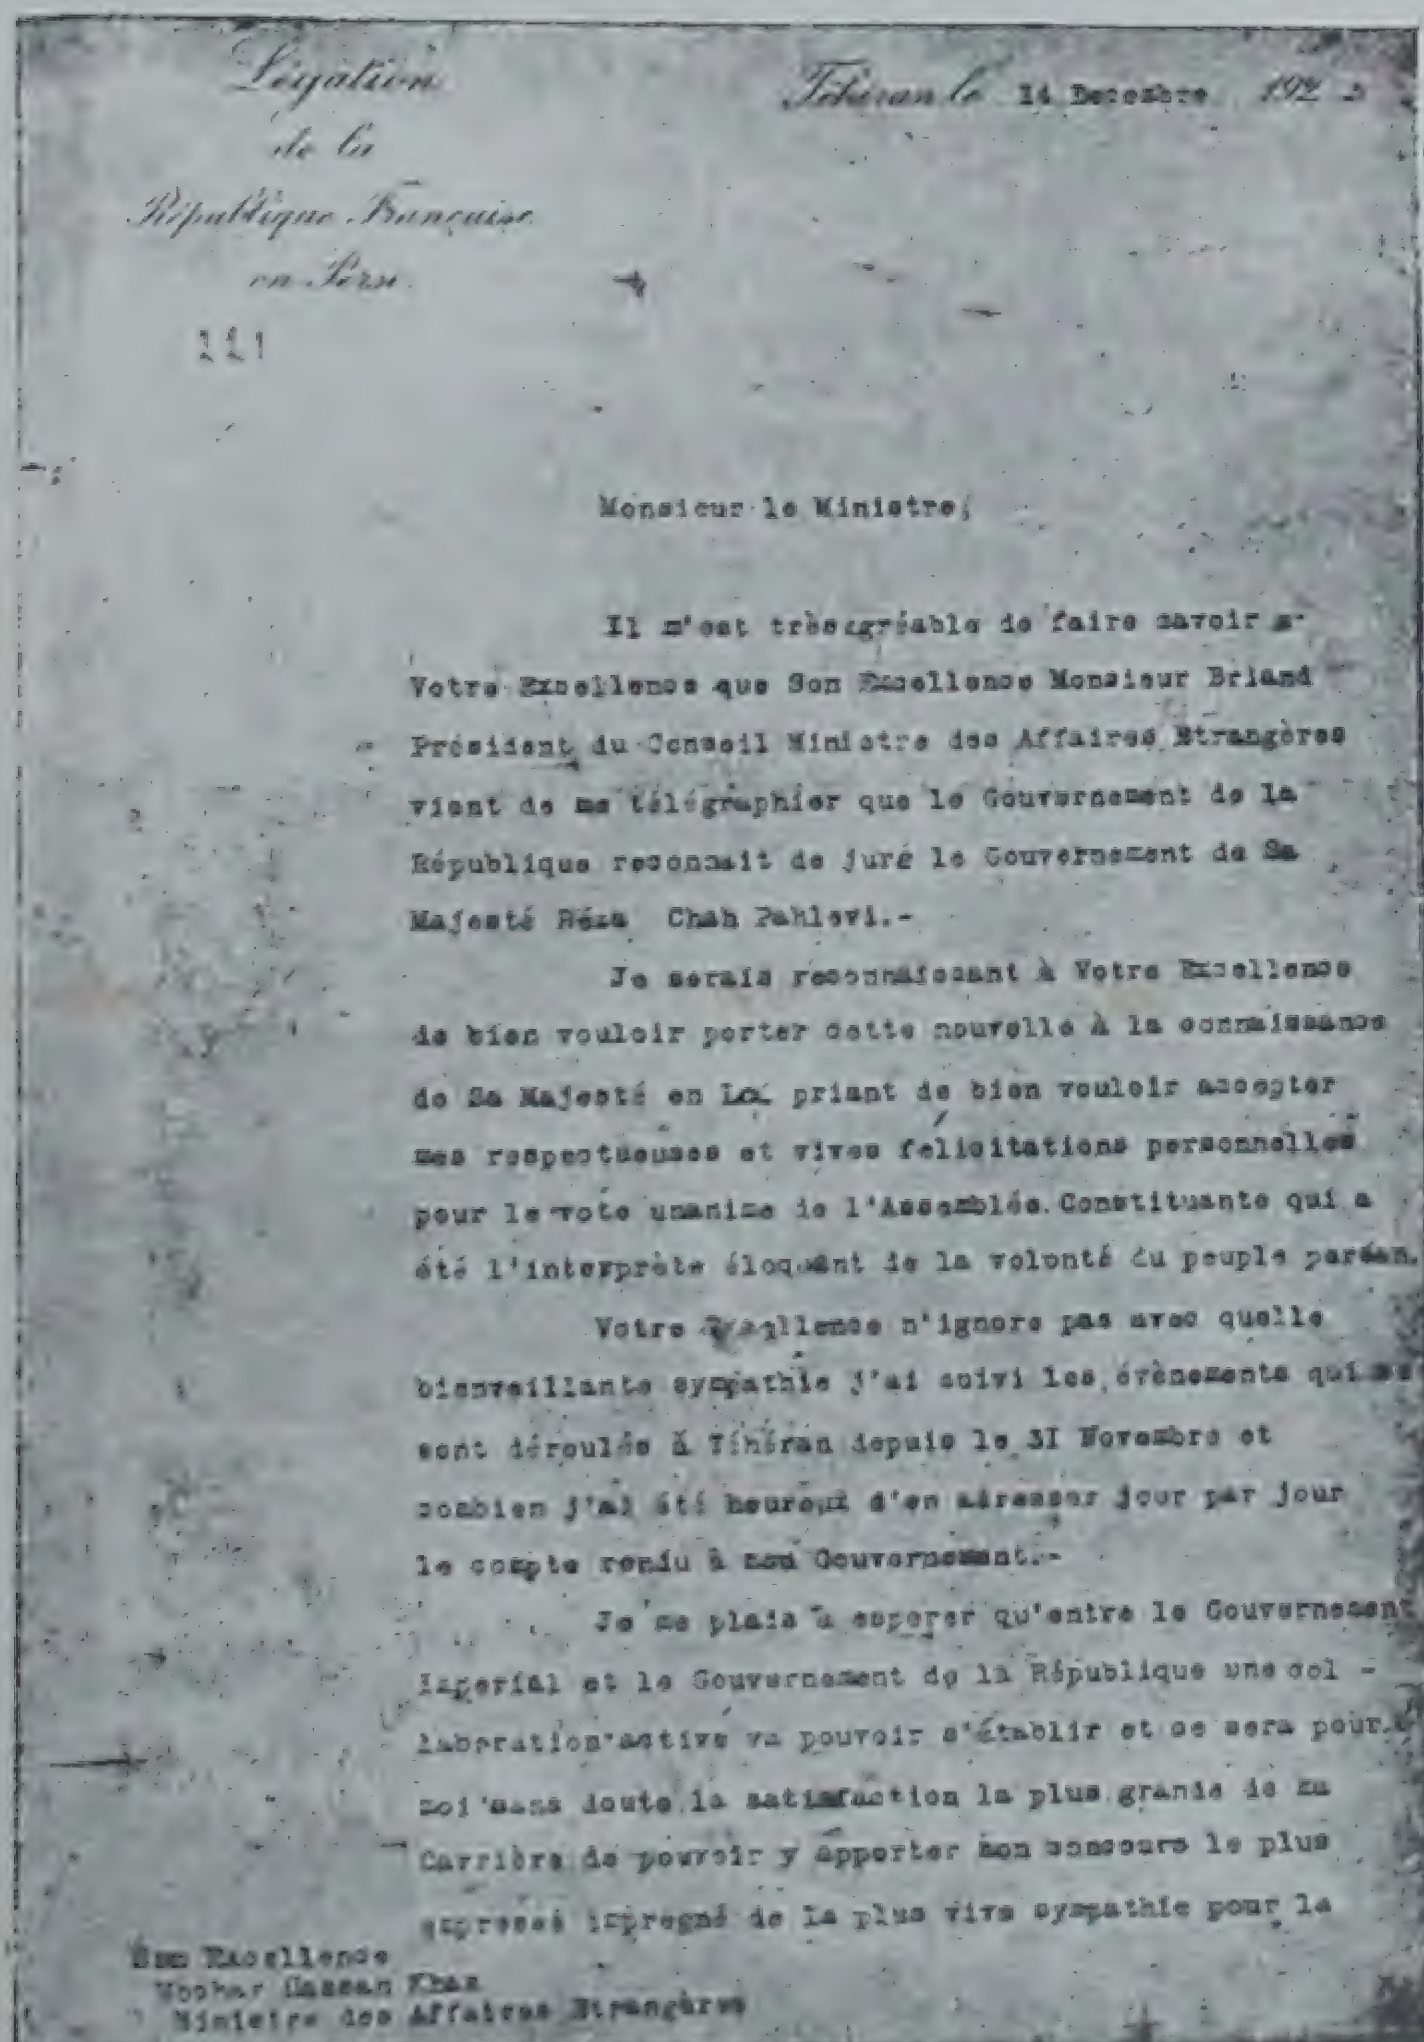 Légation
de la
République Française
en Perse
Téhéran le 14 Decembre 192
221
Monsieur le Ministre,
Il m'est trèsagréable de faire savoir a
Votre Excellence que Son Excellence Monsieur Briand
Président du Conseil Ministre des Affaires Etrangères
vient de me télégraphier que le Gouvernement de la
République reconnait de juré le Gouvernement de Sa
Majesté Réza Chah Pahlevi.-
Je serais reconnaissant à Votre Excellence
de bien vouloir porter cette nouvelle à la connaissance
de Sa Majesté en La priant de bien vouloir accepter
mes respectueuses et vives félicitations personnelles
pour le vote unanime de l'Assemblée Constituante qui a
été l'interprète éloquent de la volonté du peuple persan.
Votre Excellence n'ignore pas avec quelle
bienveillante sympathie j'ai suivi les évènements qui se
sont déroulés à Téhéran depuis le 31 Novembre et
combien j'ai été heureux d'en adresser jour par jour
le compte rendu à mon Gouvernement.-
Je me plais à esperer qu'entre le Gouvernement
Imperial et le Gouvernement de la République une col -
laboration active va pouvoir s'établir et ce sera pour
moi sans doute la satisfaction la plus grande de ma
Carrière de pouvoir y apporter mon concours le plus
empressé impregné de la plus vive sympathie pour la
Son Excellence
Hassan Khan
Ministre des Affaires Etrangères